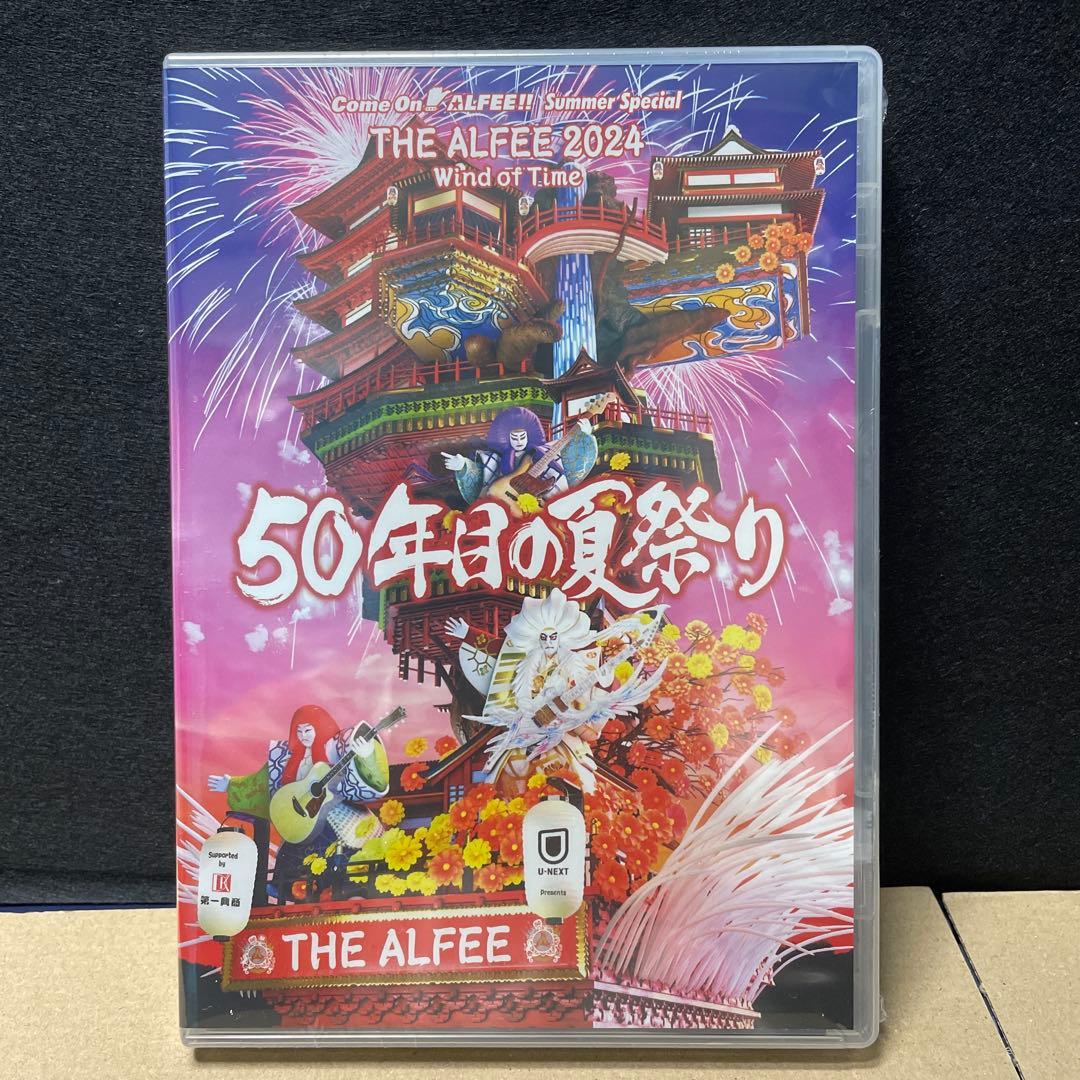 Come On! ALFEE!! Summer Special
THE ALFEE 2024
Wind of Time
50年目の夏祭り
Supported
by
第一興商
U-NEXT
Presents
THE ALFEE